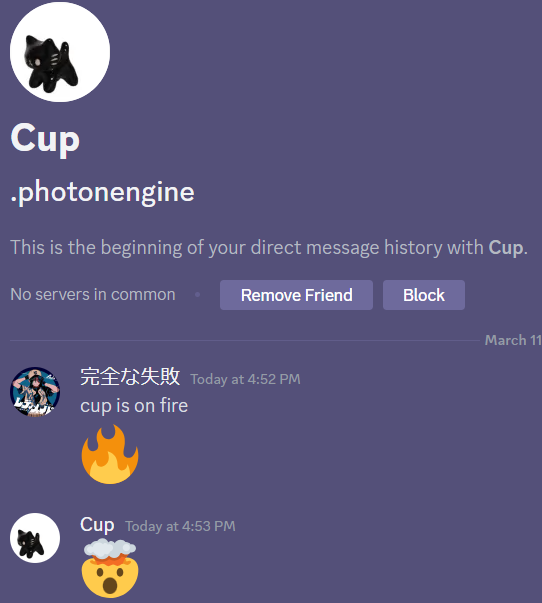 Cup
.photonengine
This is the beginning of your direct message history with Cup.
No servers in common • Remove Friend Block
March 11
完全な失敗 Today at 4:52 PM
cup is on fire
🔥
Cup Today at 4:53 PM
🤯